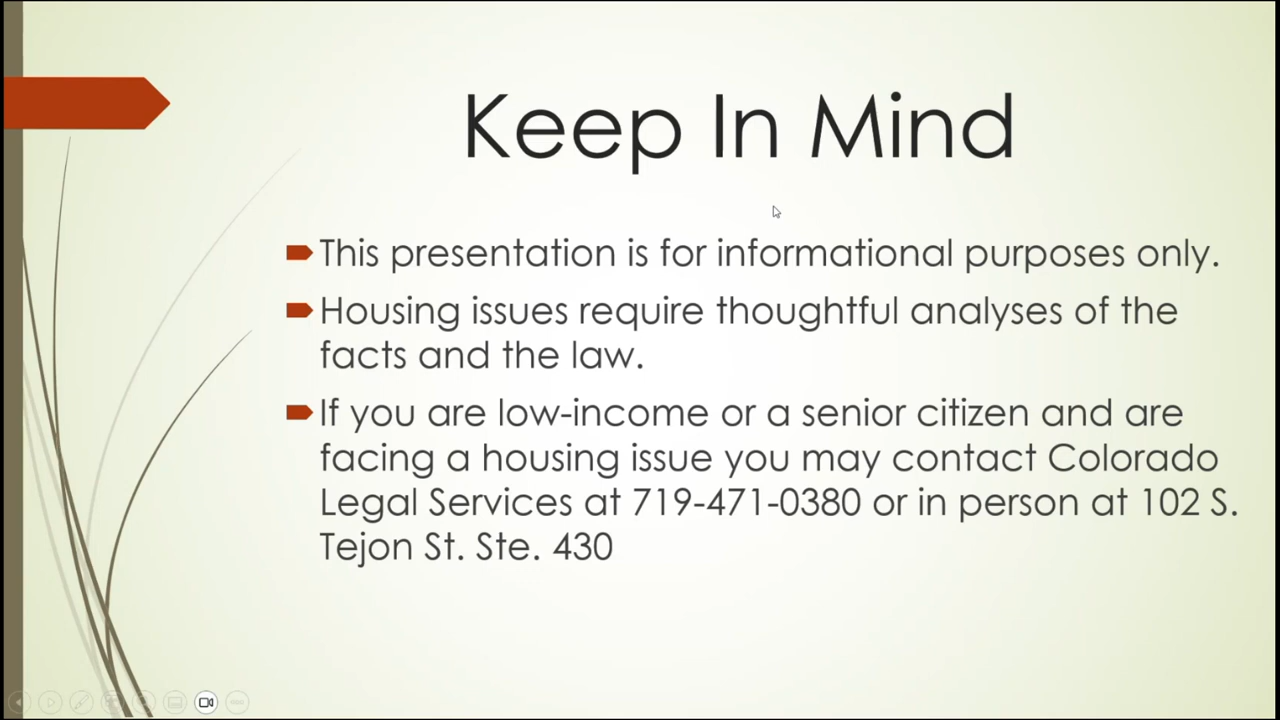 Keep In Mind
This presentation is for informational purposes only.
Housing issues require thoughtful analyses of the
facts and the law.
If you are low-income or a senior citizen and are
facing a housing issue you may contact Colorado
Legal Services at 719-471-0380 or in person at 102 S.
Tejon St. Ste. 430